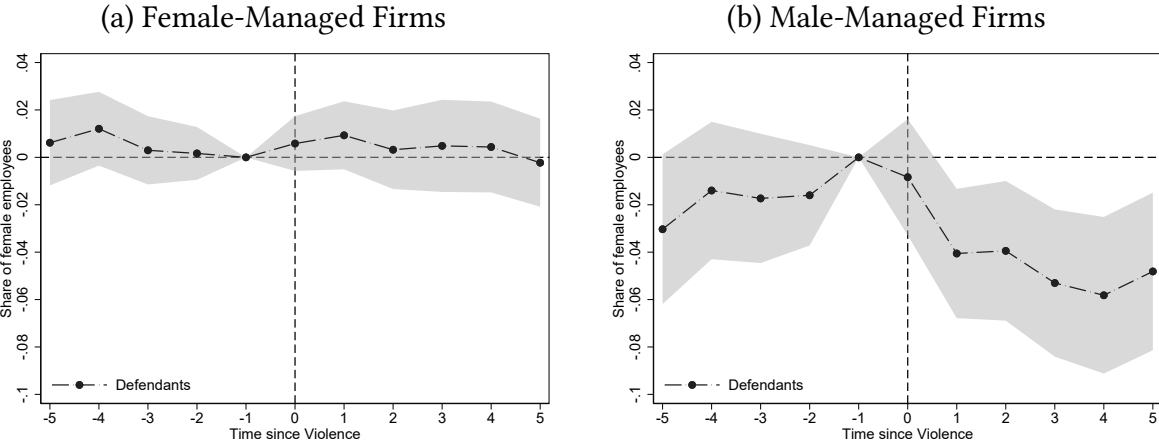 (a) Female-Managed Firms
Share of female employees
.04
.02
0
-.02
-.04
-.06
-.08
-.1
Defendants
-5 -4 -3 -2 -1 0 1 2 3 4 5
Time since Violence
(b) Male-Managed Firms
Share of female employees
.04
.02
0
-.02
-.04
-.06
-.08
-.1
Defendants
-5 -4 -3 -2 -1 0 1 2 3 4 5
Time since Violence